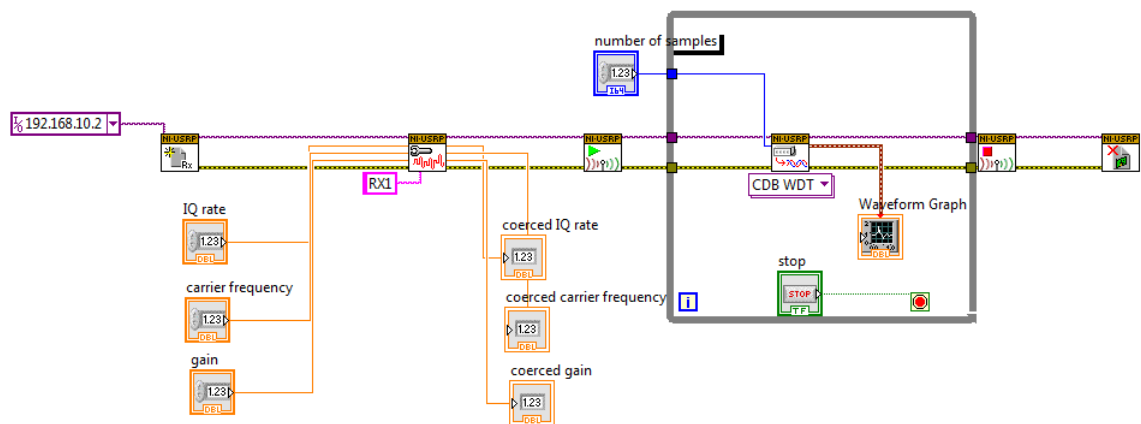 number of samples
1.23
I64
I/O 192.168.10.2
NI-USRP
Rx
NI-USRP
NI-USRP
NI-USRP
NI-USRP
NI-USRP
RX1
CDB WDT
IQ rate
1.23
DBL
coerced IQ rate
1.23
DBL
Waveform Graph
DBL
carrier frequency
1.23
DBL
coerced carrier frequency
1.23
DBL
stop
STOP
TF
i
gain
1.23
DBL
coerced gain
1.23
DBL